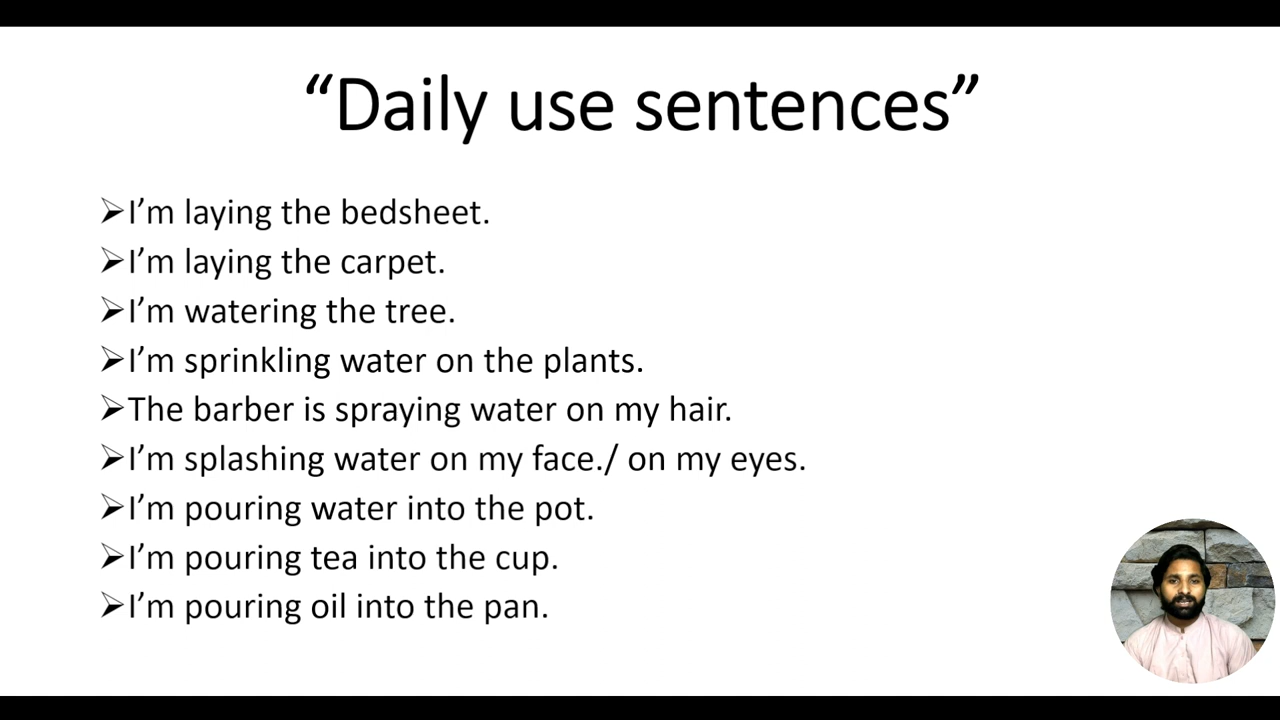 “Daily use sentences”
➢I’m laying the bedsheet.
➢I’m laying the carpet.
➢I’m watering the tree.
➢I’m sprinkling water on the plants.
➢The barber is spraying water on my hair.
➢I’m splashing water on my face./ on my eyes.
➢I’m pouring water into the pot.
➢I’m pouring tea into the cup.
➢I’m pouring oil into the pan.